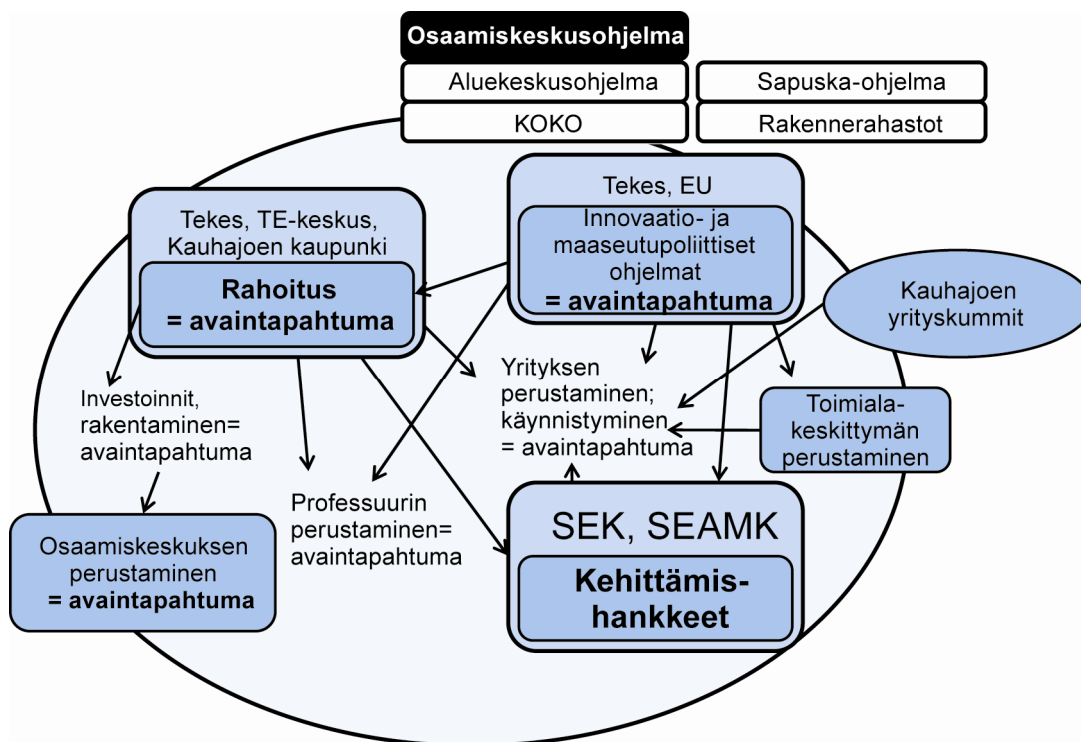 Osaamiskeskusohjelma
Aluekeskusohjelma
Sapuska-ohjelma
KOKO
Rakennerahastot
Tekes, TE-keskus,
Kauhajoen kaupunki
Rahoitus
= avaintapahtuma
Tekes, EU
Innovaatio- ja
maaseutupoliittiset
ohjelmat
= avaintapahtuma
Kauhajoen
yrityskummit
Investoinnit,
rakentaminen=
avaintapahtuma
Yrityksen
perustaminen;
käynnistyminen
= avaintapahtuma
Toimiala-
keskittymän
perustaminen
Osaamiskeskuksen
perustaminen
= avaintapahtuma
Professuurin
perustaminen=
avaintapahtuma
SEK, SEAMK
Kehittämis-
hankkeet